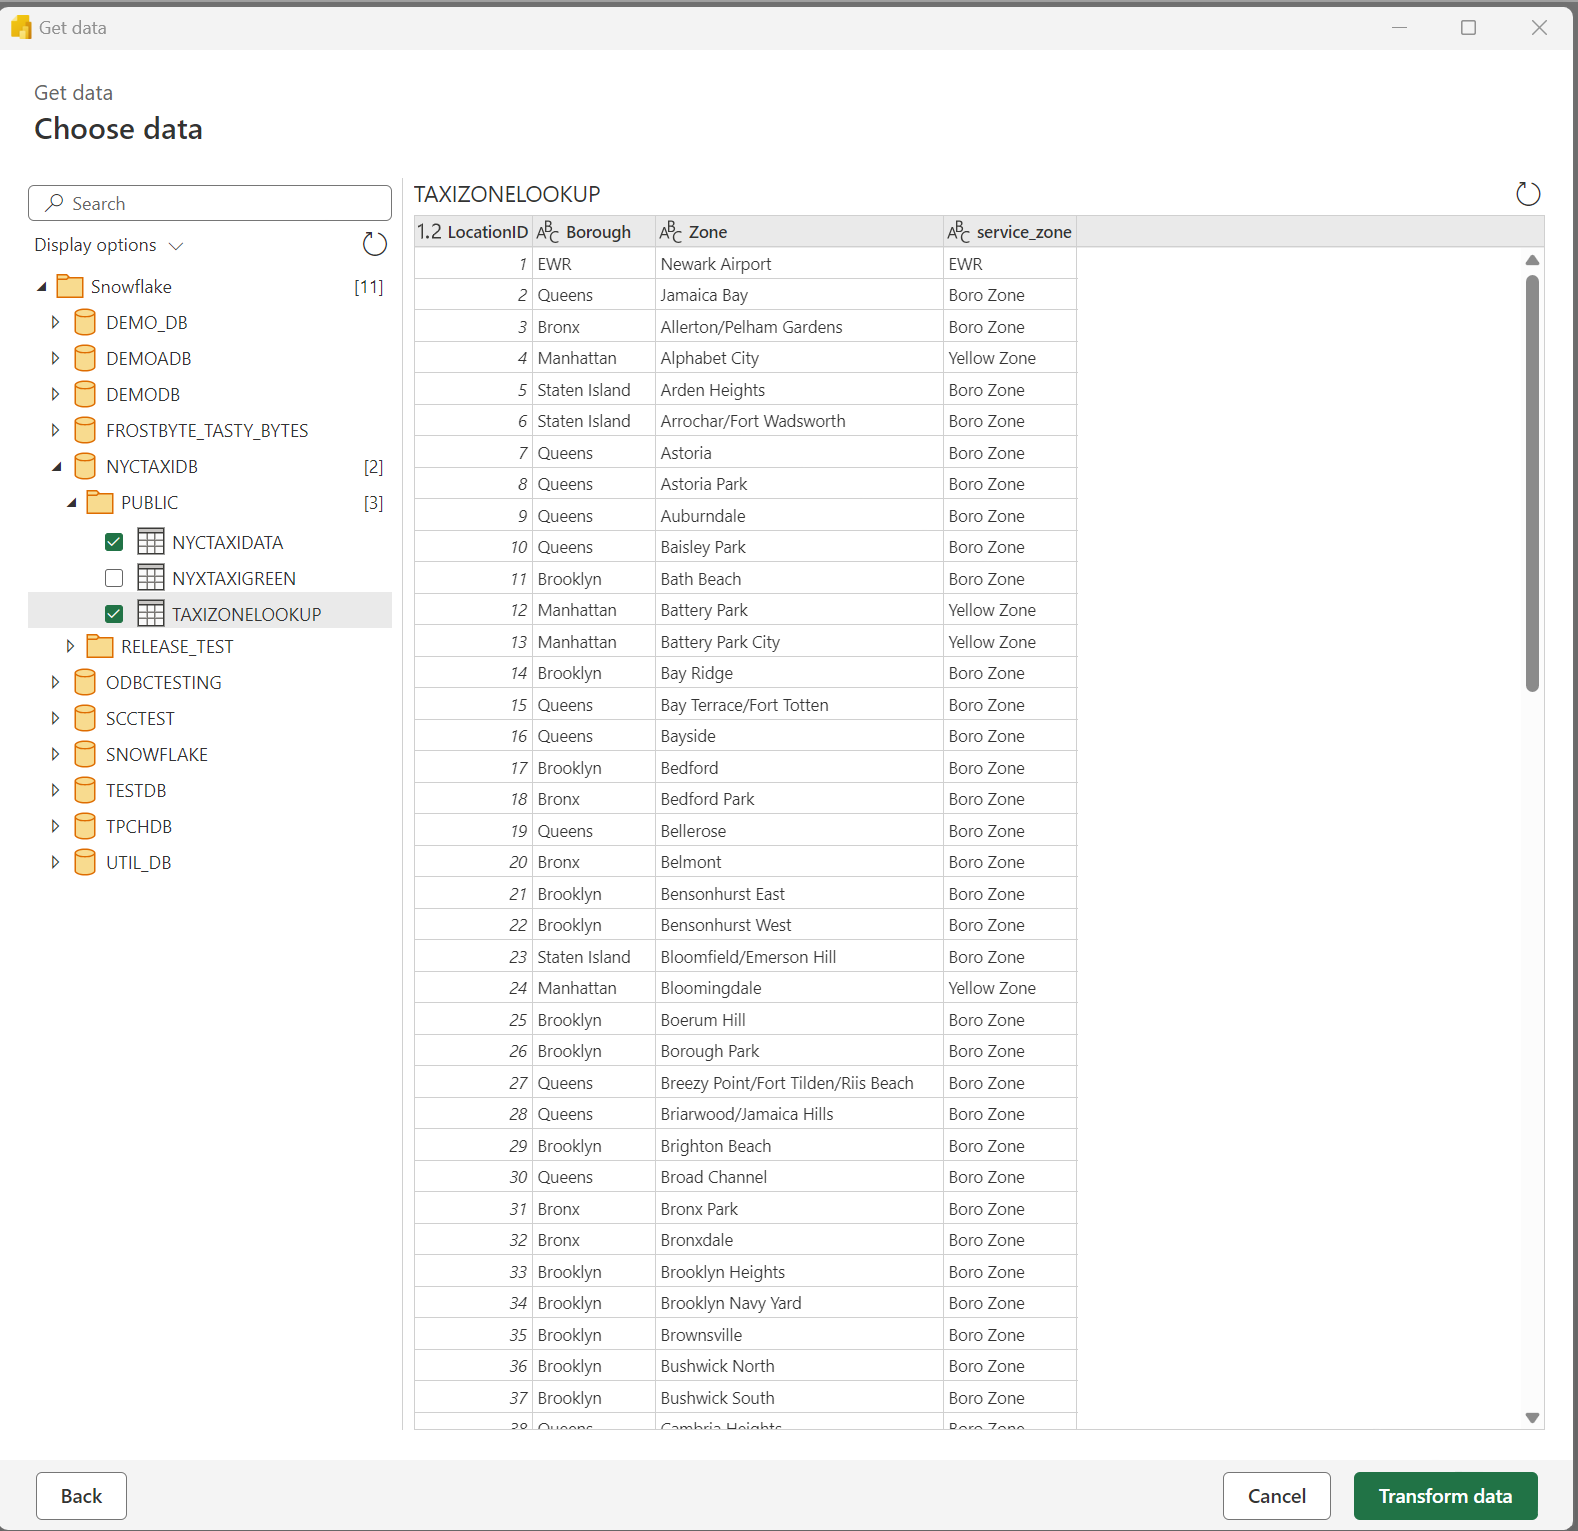 Get data
Get data
Choose data
Search
Display options
Snowflake [11]
DEMO_DB
DEMOADB
DEMODB
FROSTBYTE_TASTY_BYTES
NYCTAXIDB [2]
PUBLIC [3]
NYCTAXIDATA
NYXTAXIGREEN
TAXIZONELOOKUP
RELEASE_TEST
ODBCTESTING
SCCTEST
SNOWFLAKE
TESTDB
TPCHDB
UTIL_DB
TAXIZONELOOKUP
1.2 LocationID ABC Borough ABC Zone ABC service_zone
1 EWR Newark Airport EWR
2 Queens Jamaica Bay Boro Zone
3 Bronx Allerton/Pelham Gardens Boro Zone
4 Manhattan Alphabet City Yellow Zone
5 Staten Island Arden Heights Boro Zone
6 Staten Island Arrochar/Fort Wadsworth Boro Zone
7 Queens Astoria Boro Zone
8 Queens Astoria Park Boro Zone
9 Queens Auburndale Boro Zone
10 Queens Baisley Park Boro Zone
11 Brooklyn Bath Beach Boro Zone
12 Manhattan Battery Park Yellow Zone
13 Manhattan Battery Park City Yellow Zone
14 Brooklyn Bay Ridge Boro Zone
15 Queens Bay Terrace/Fort Totten Boro Zone
16 Queens Bayside Boro Zone
17 Brooklyn Bedford Boro Zone
18 Bronx Bedford Park Boro Zone
19 Queens Bellerose Boro Zone
20 Bronx Belmont Boro Zone
21 Brooklyn Bensonhurst East Boro Zone
22 Brooklyn Bensonhurst West Boro Zone
23 Staten Island Bloomfield/Emerson Hill Boro Zone
24 Manhattan Bloomingdale Yellow Zone
25 Brooklyn Boerum Hill Boro Zone
26 Brooklyn Borough Park Boro Zone
27 Queens Breezy Point/Fort Tilden/Riis Beach Boro Zone
28 Queens Briarwood/Jamaica Hills Boro Zone
29 Brooklyn Brighton Beach Boro Zone
30 Queens Broad Channel Boro Zone
31 Bronx Bronx Park Boro Zone
32 Bronx Bronxdale Boro Zone
33 Brooklyn Brooklyn Heights Boro Zone
34 Brooklyn Brooklyn Navy Yard Boro Zone
35 Brooklyn Brownsville Boro Zone
36 Brooklyn Bushwick North Boro Zone
37 Brooklyn Bushwick South Boro Zone
38 Queens Cambria Heights Boro Zone
Back
Cancel
Transform data